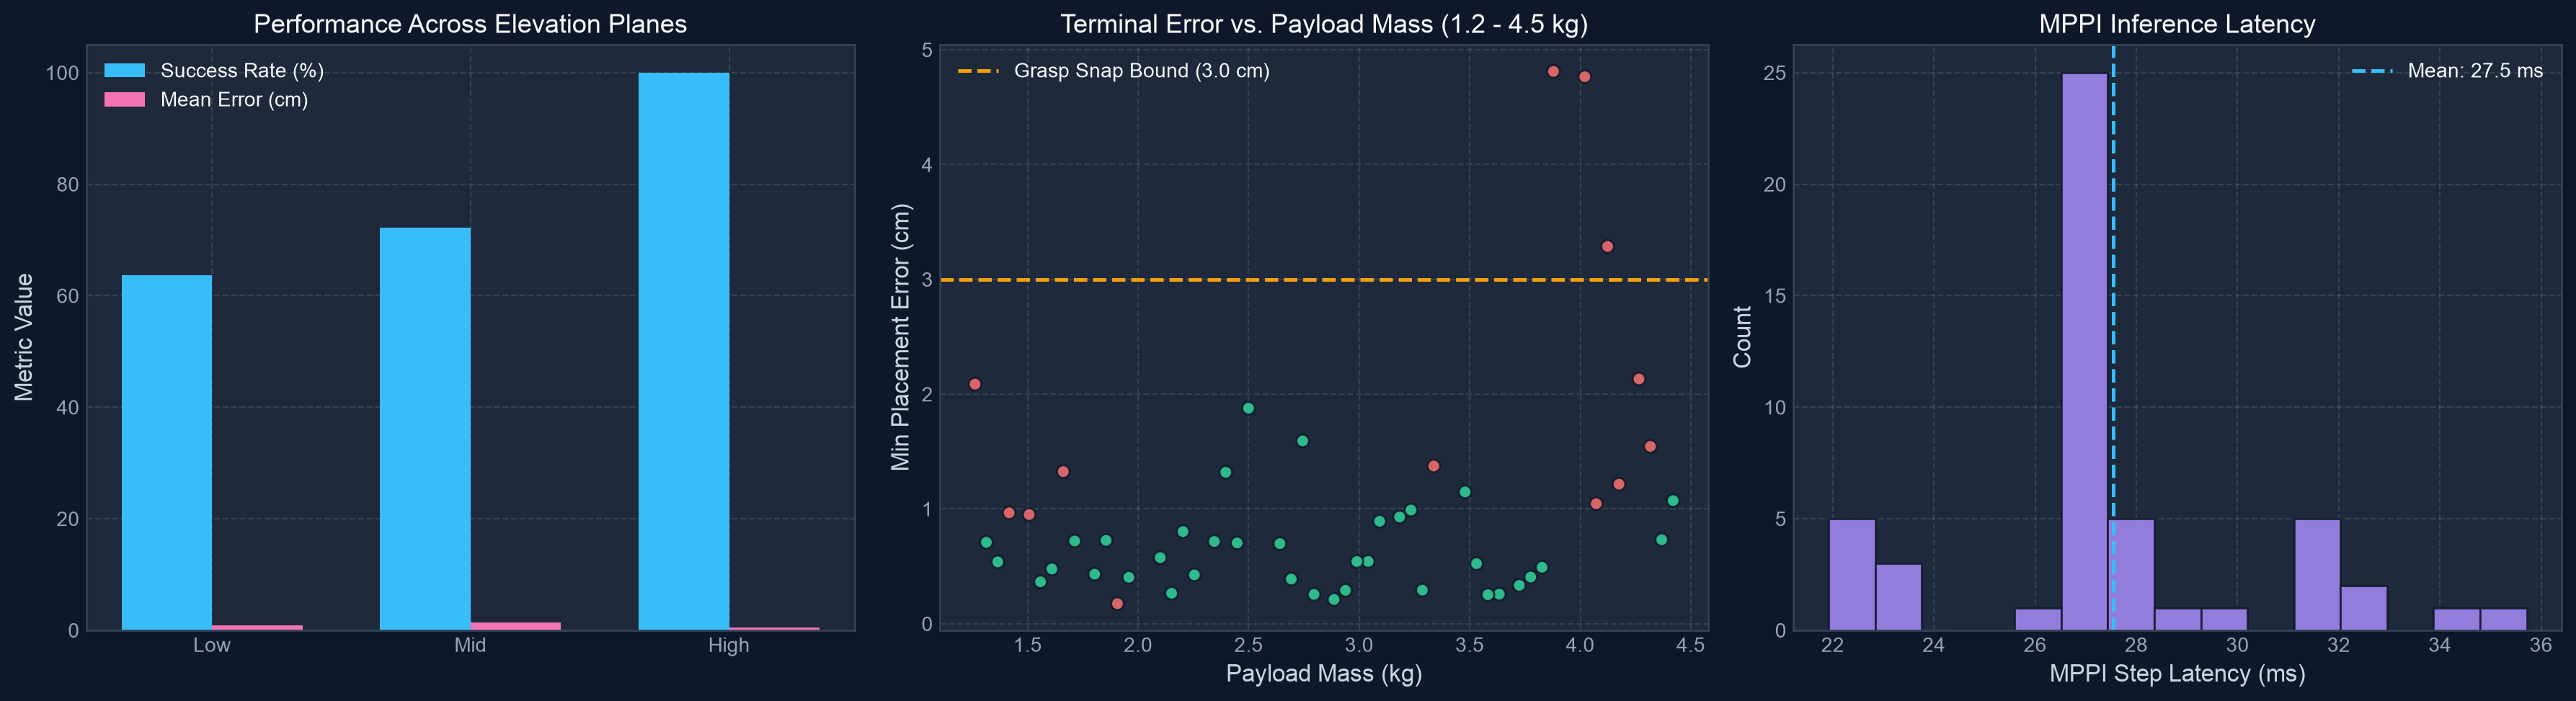 Performance Across Elevation Planes
Success Rate (%)
Mean Error (cm)
Metric Value
100
80
60
40
20
0
Low
Mid
High
Terminal Error vs. Payload Mass (1.2 - 4.5 kg)
Grasp Snap Bound (3.0 cm)
Min Placement Error (cm)
5
4
3
2
1
0
1.5
2.0
2.5
3.0
3.5
4.0
4.5
Payload Mass (kg)
MPPI Inference Latency
Mean: 27.5 ms
Count
25
20
15
10
5
0
22
24
26
28
30
32
34
36
MPPI Step Latency (ms)